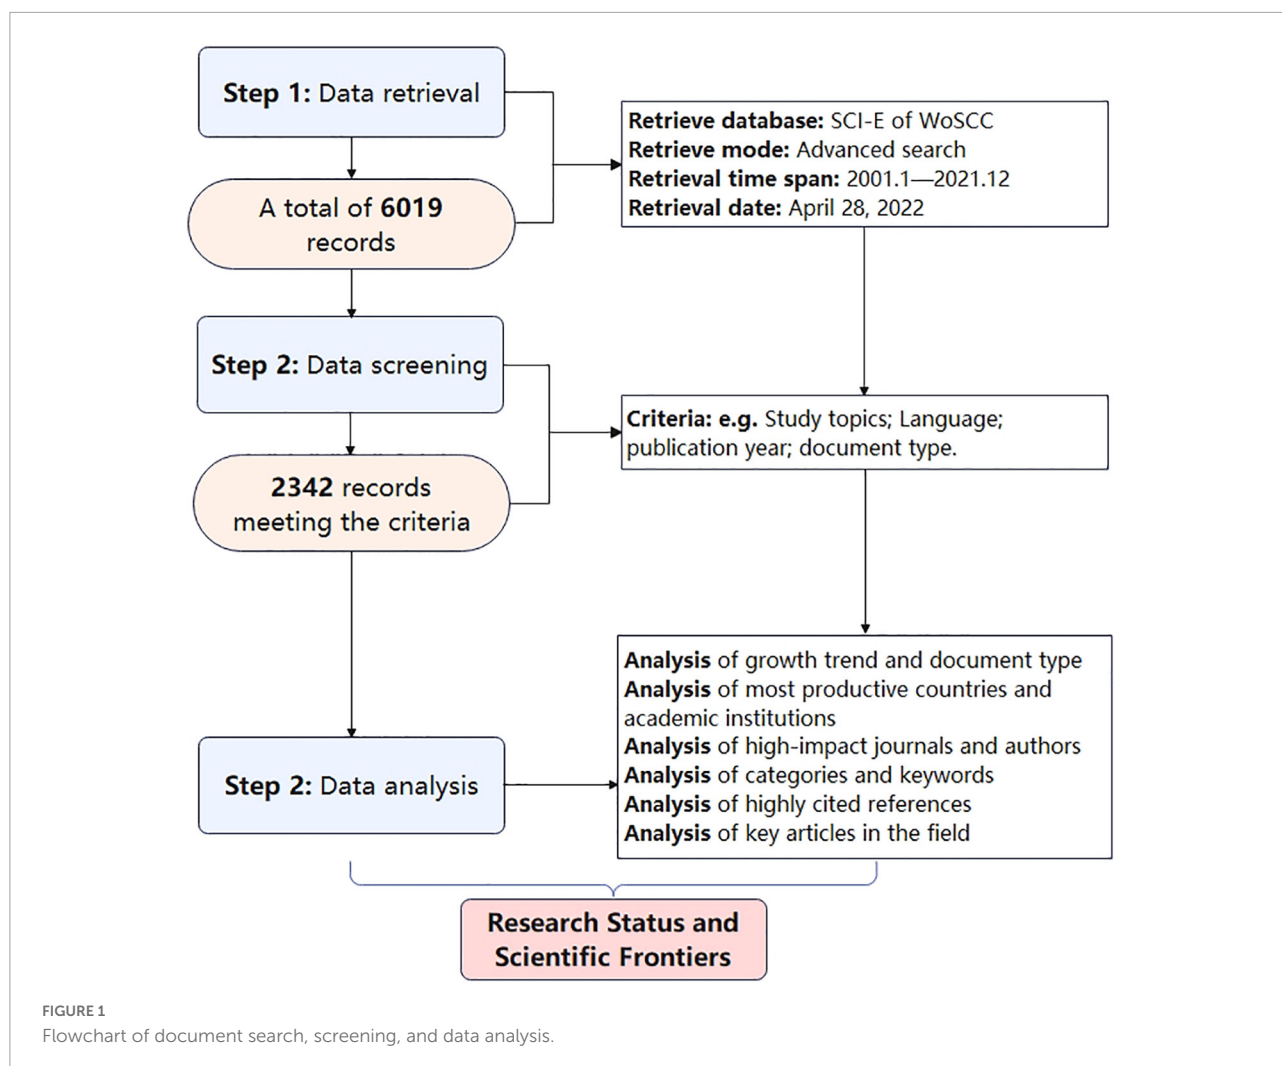 Step 1: Data retrieval
A total of 6019
records
Retrieve database: SCI-E of WoSCC
Retrieve mode: Advanced search
Retrieval time span: 2001.1—2021.12
Retrieval date: April 28, 2022
Step 2: Data screening
2342 records
meeting the criteria
Criteria: e.g. Study topics; Language;
publication year; document type.
Step 2: Data analysis
Analysis of growth trend and document type
Analysis of most productive countries and
academic institutions
Analysis of high-impact journals and authors
Analysis of categories and keywords
Analysis of highly cited references
Analysis of key articles in the field
Research Status and
Scientific Frontiers
FIGURE 1
Flowchart of document search, screening, and data analysis.